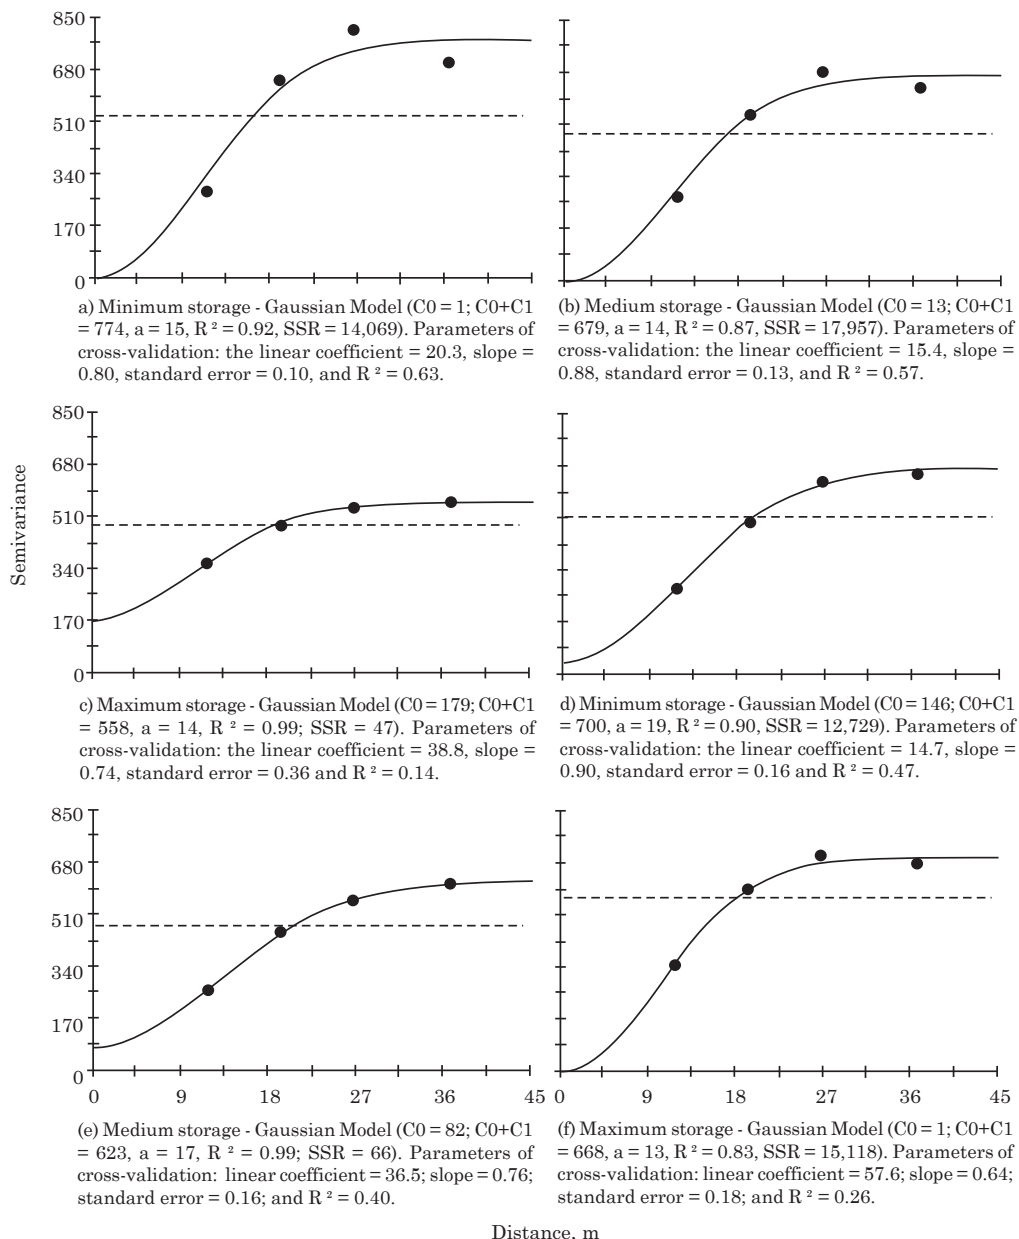 850
680
510
340
170
0
a) Minimum storage - Gaussian Model (C0 = 1; C0+C1
= 774, a = 15, R ² = 0.92, SSR = 14,069). Parameters of
cross-validation: the linear coefficient = 20.3, slope =
0.80, standard error = 0.10, and R ² = 0.63.
(b) Medium storage - Gaussian Model (C0 = 13; C0+C1
= 679, a = 14, R ² = 0.87, SSR = 17,957). Parameters of
cross-validation: the linear coefficient = 15.4, slope =
0.88, standard error = 0.13, and R ² = 0.57.
Semivariance
850
680
510
340
170
0
c) Maximum storage - Gaussian Model (C0 = 179; C0+C1
= 558, a = 14, R ² = 0.99; SSR = 47). Parameters of
cross-validation: the linear coefficient = 38.8, slope =
0.74, standard error = 0.36 and R ² = 0.14.
d) Minimum storage - Gaussian Model (C0 = 146; C0+C1
= 700, a = 19, R ² = 0.90, SSR = 12,729). Parameters of
cross-validation: the linear coefficient = 14.7, slope =
0.90, standard error = 0.16 and R ² = 0.47.
850
680
510
340
170
0
0 9 18 27 36 45
0 9 18 27 36 45
(e) Medium storage - Gaussian Model (C0 = 82; C0+C1
= 623, a = 17, R ² = 0.99; SSR = 66). Parameters of
cross-validation: linear coefficient = 36.5; slope = 0.76;
standard error = 0.16; and R ² = 0.40.
(f) Maximum storage - Gaussian Model (C0 = 1; C0+C1
= 668, a = 13, R ² = 0.83, SSR = 15,118). Parameters of
cross-validation: linear coefficient = 57.6; slope = 0.64;
standard error = 0.18; and R ² = 0.26.
Distance, m